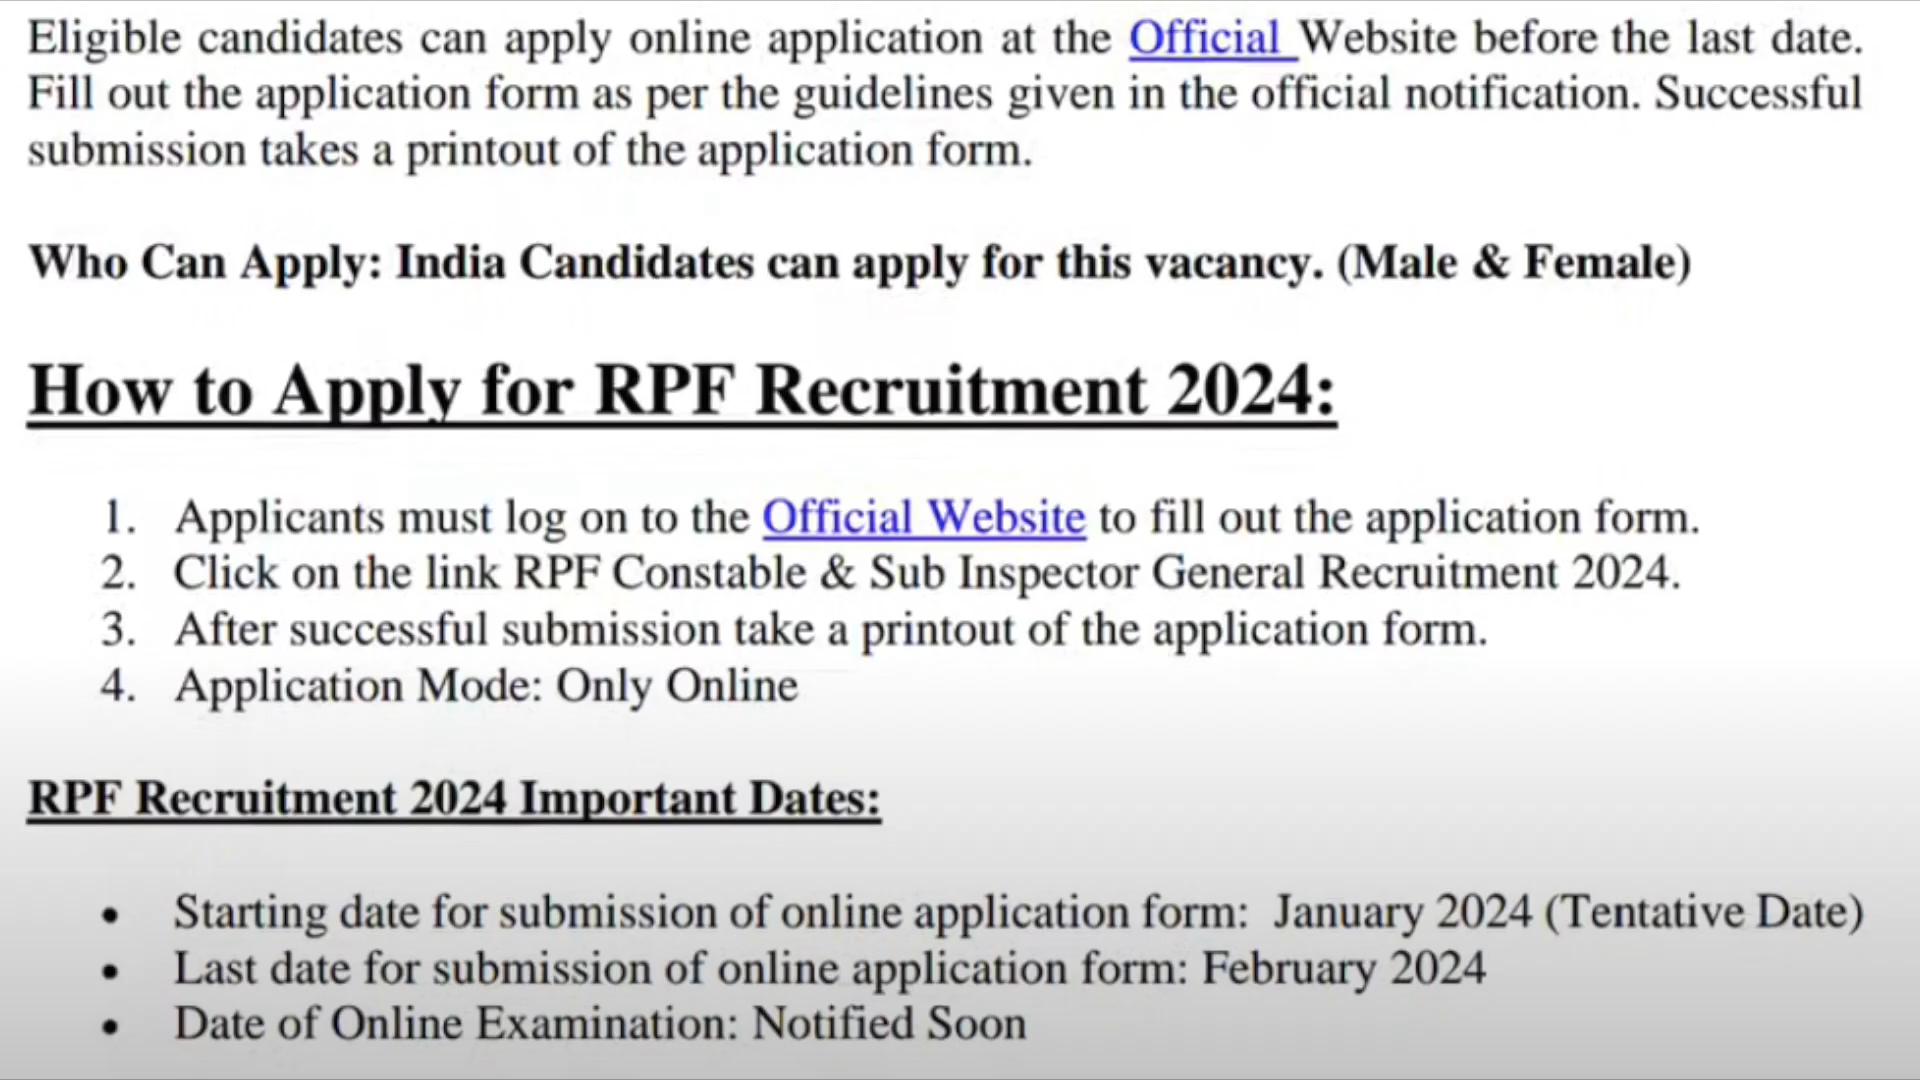 Eligible candidates can apply online application at the Official Website before the last date.
Fill out the application form as per the guidelines given in the official notification. Successful
submission takes a printout of the application form.
Who Can Apply: India Candidates can apply for this vacancy. (Male & Female)
How to Apply for RPF Recruitment 2024:
1. Applicants must log on to the Official Website to fill out the application form.
2. Click on the link RPF Constable & Sub Inspector General Recruitment 2024.
3. After successful submission take a printout of the application form.
4. Application Mode: Only Online
RPF Recruitment 2024 Important Dates:
• Starting date for submission of online application form: January 2024 (Tentative Date)
• Last date for submission of online application form: February 2024
• Date of Online Examination: Notified Soon